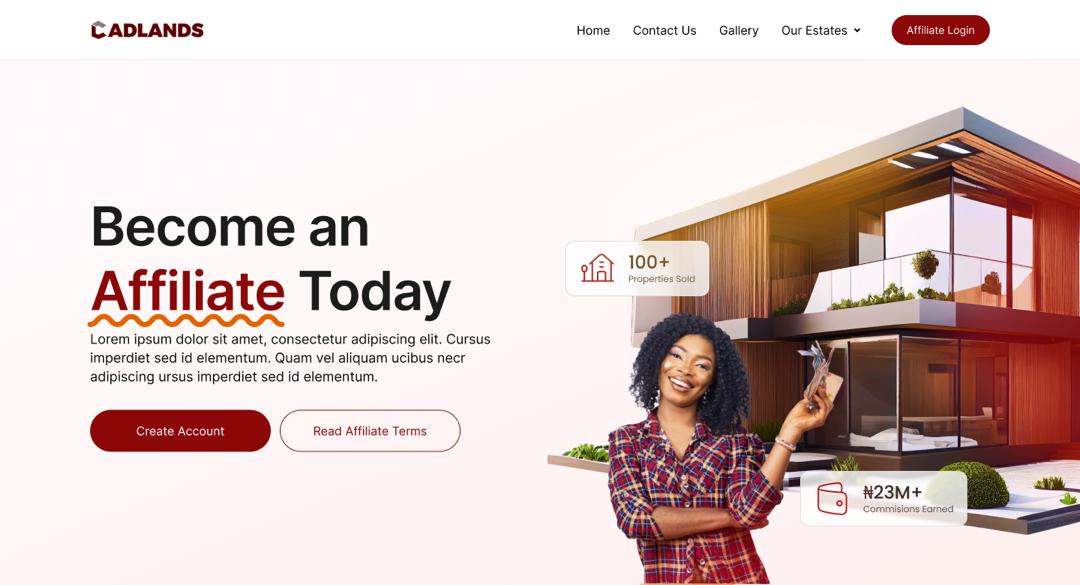 CADLANDS
Home
Contact Us
Gallery
Our Estates
Affiliate Login
Become an
Affiliate Today
Lorem ipsum dolor sit amet, consectetur adipiscing elit. Cursus
imperdiet sed id elementum. Quam vel aliquam ucibus necr
adipiscing ursus imperdiet sed id elementum.
Create Account
Read Affiliate Terms
100+
Properties Sold
₦23M+
Commisions Earned